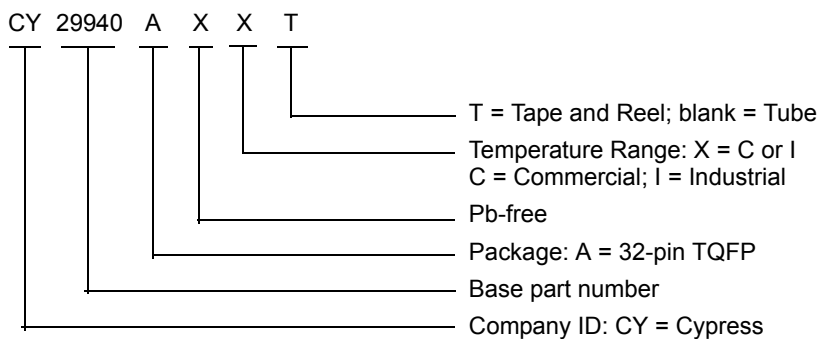 CY 29940 A X X T
T = Tape and Reel; blank = Tube
Temperature Range: X = C or I
C = Commercial; I = Industrial
Pb-free
Package: A = 32-pin TQFP
Base part number
Company ID: CY = Cypress